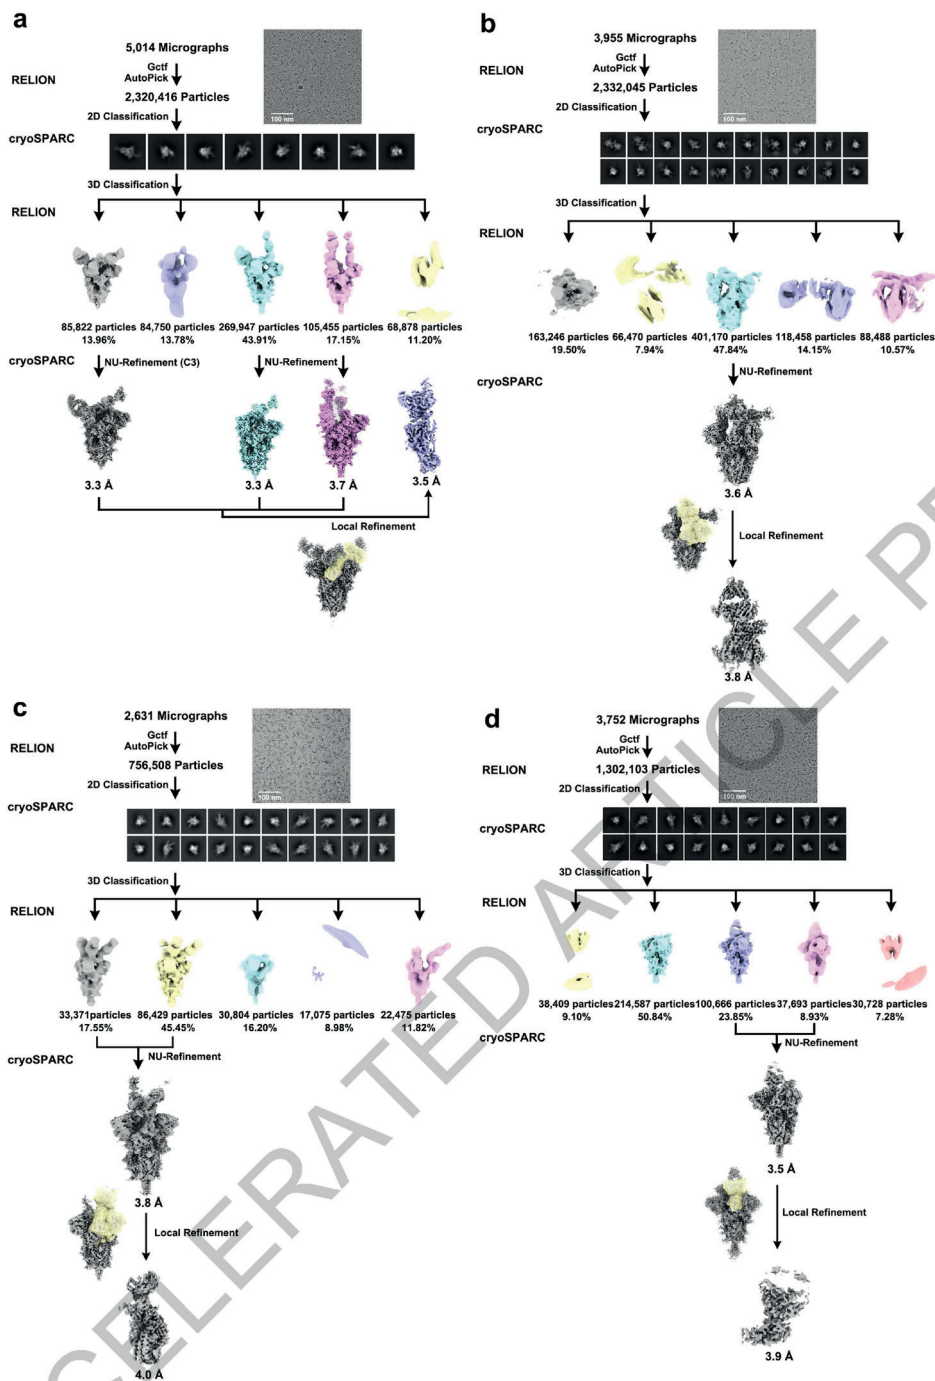 a
5,014 Micrographs
Gctf
AutoPick
RELION
2,320,416 Particles
100 nm
2D Classification
cryoSPARC
3D Classification
RELION
85,822 particles 84,750 particles 269,947 particles 105,455 particles 68,878 particles
13.96% 13.78% 43.91% 17.15% 11.20%
cryoSPARC
NU-Refinement (C3) NU-Refinement
3.3 Å 3.3 Å 3.7 Å 3.5 Å
Local Refinement
b
3,955 Micrographs
Gctf
AutoPick
RELION
2,332,045 Particles
100 nm
2D Classification
cryoSPARC
3D Classification
RELION
163,246 particles 66,470 particles 401,170 particles 118,458 particles 88,488 particles
19.50% 7.94% 47.84% 14.15% 10.57%
NU-Refinement
cryoSPARC
3.6 Å
Local Refinement
3.8 Å
c
2,631 Micrographs
Gctf
AutoPick
RELION
756,508 Particles
100 nm
2D Classification
cryoSPARC
3D Classification
RELION
33,371particles 86,429 particles 30,804 particles 17,075 particles 22,475 particles
17.55% 45.45% 16.20% 8.98% 11.82%
cryoSPARC
NU-Refinement
3.8 Å
Local Refinement
4.0 Å
d
3,752 Micrographs
Gctf
AutoPick
RELION
1,302,103 Particles
100 nm
2D Classification
cryoSPARC
3D Classification
RELION
38,409 particles 214,587 particles 100,666 particles 37,693 particles 30,728 particles
9.10% 50.84% 23.85% 8.93% 7.28%
cryoSPARC
NU-Refinement
3.5 Å
Local Refinement
3.9 Å
CELERATED ARTICLE PR